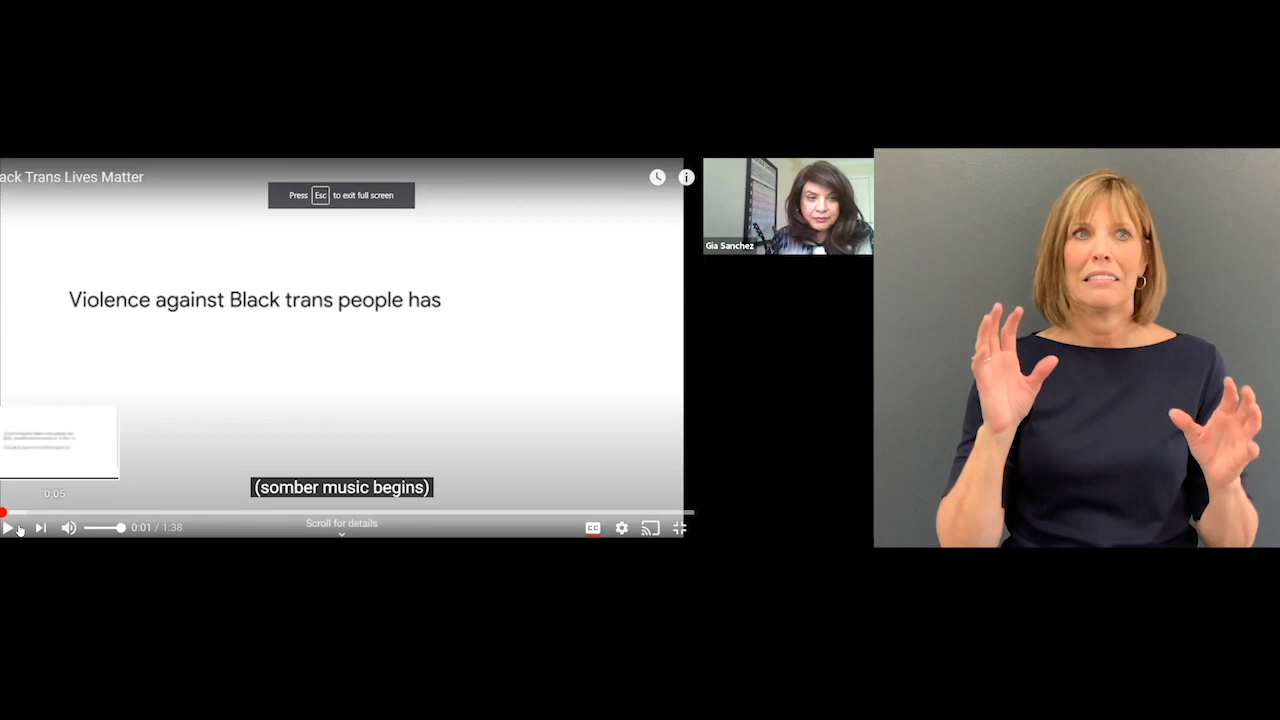 ack Trans Lives Matter
Press Esc to exit full screen
Violence against Black trans people has
Gia Sanchez
0:05
(somber music begins)
0:01 / 1:38
Scroll for details
CC